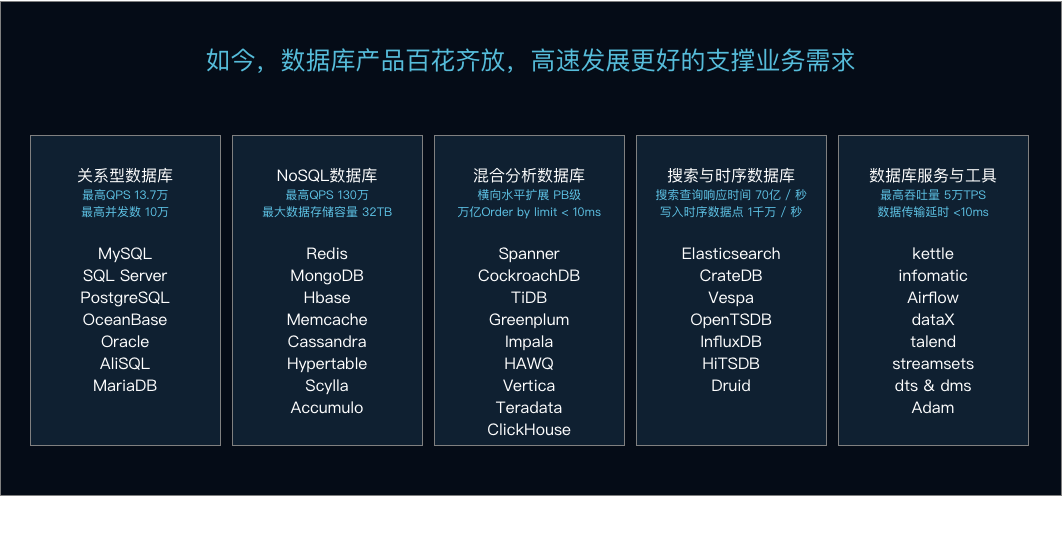 如今，数据库产品百花齐放，高速发展更好的支撑业务需求
关系型数据库
最高QPS 13.7万
最高并发数 10万
MySQL
SQL Server
PostgreSQL
OceanBase
Oracle
AliSQL
MariaDB
NoSQL数据库
最高QPS 130万
最大数据存储容量 32TB
Redis
MongoDB
Hbase
Memcache
Cassandra
Hypertable
Scylla
Accumulo
混合分析数据库
横向水平扩展 PB级
万亿Order by limit < 10ms
Spanner
CockroachDB
TiDB
Greenplum
Impala
HAWQ
Vertica
Teradata
ClickHouse
搜索与时序数据库
搜索查询响应时间 70亿 / 秒
写入时序数据点 1千万 / 秒
Elasticsearch
CrateDB
Vespa
OpenTSDB
InfluxDB
HiTSDB
Druid
数据库服务与工具
最高吞吐量 5万TPS
数据传输延时 <10ms
kettle
infomatic
Airflow
dataX
talend
streamsets
dts & dms
Adam